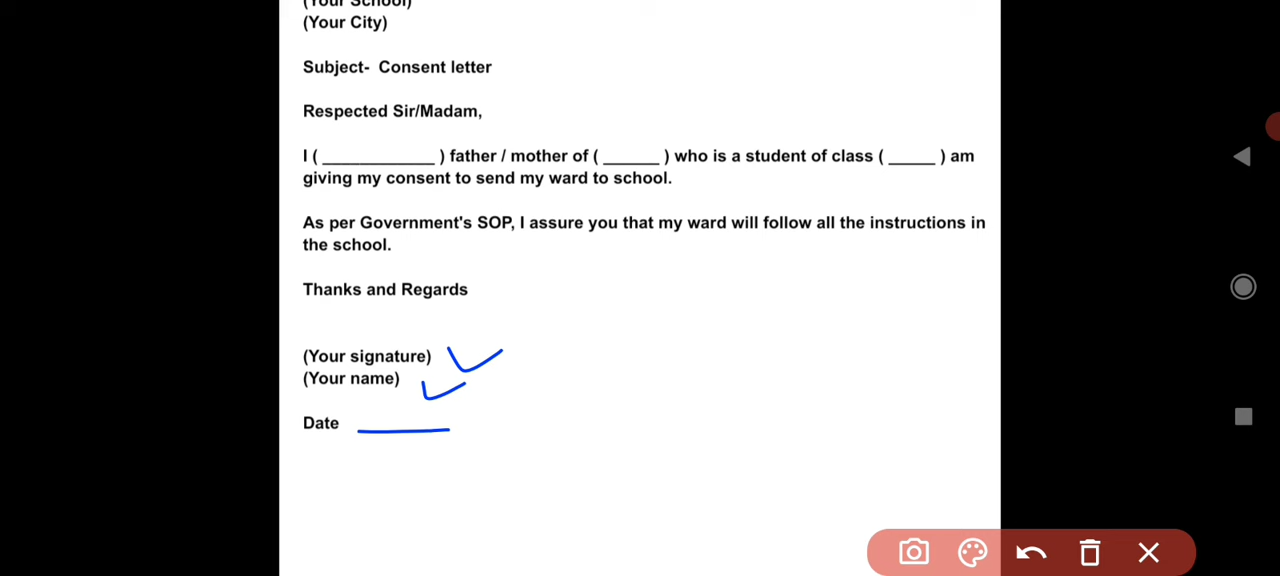 (Your School)
(Your City)
Subject- Consent letter
Respected Sir/Madam,
I ( ____________ ) father / mother of ( ______ ) who is a student of class ( _____ ) am
giving my consent to send my ward to school.
As per Government's SOP, I assure you that my ward will follow all the instructions in
the school.
Thanks and Regards
(Your signature)
(Your name)
Date